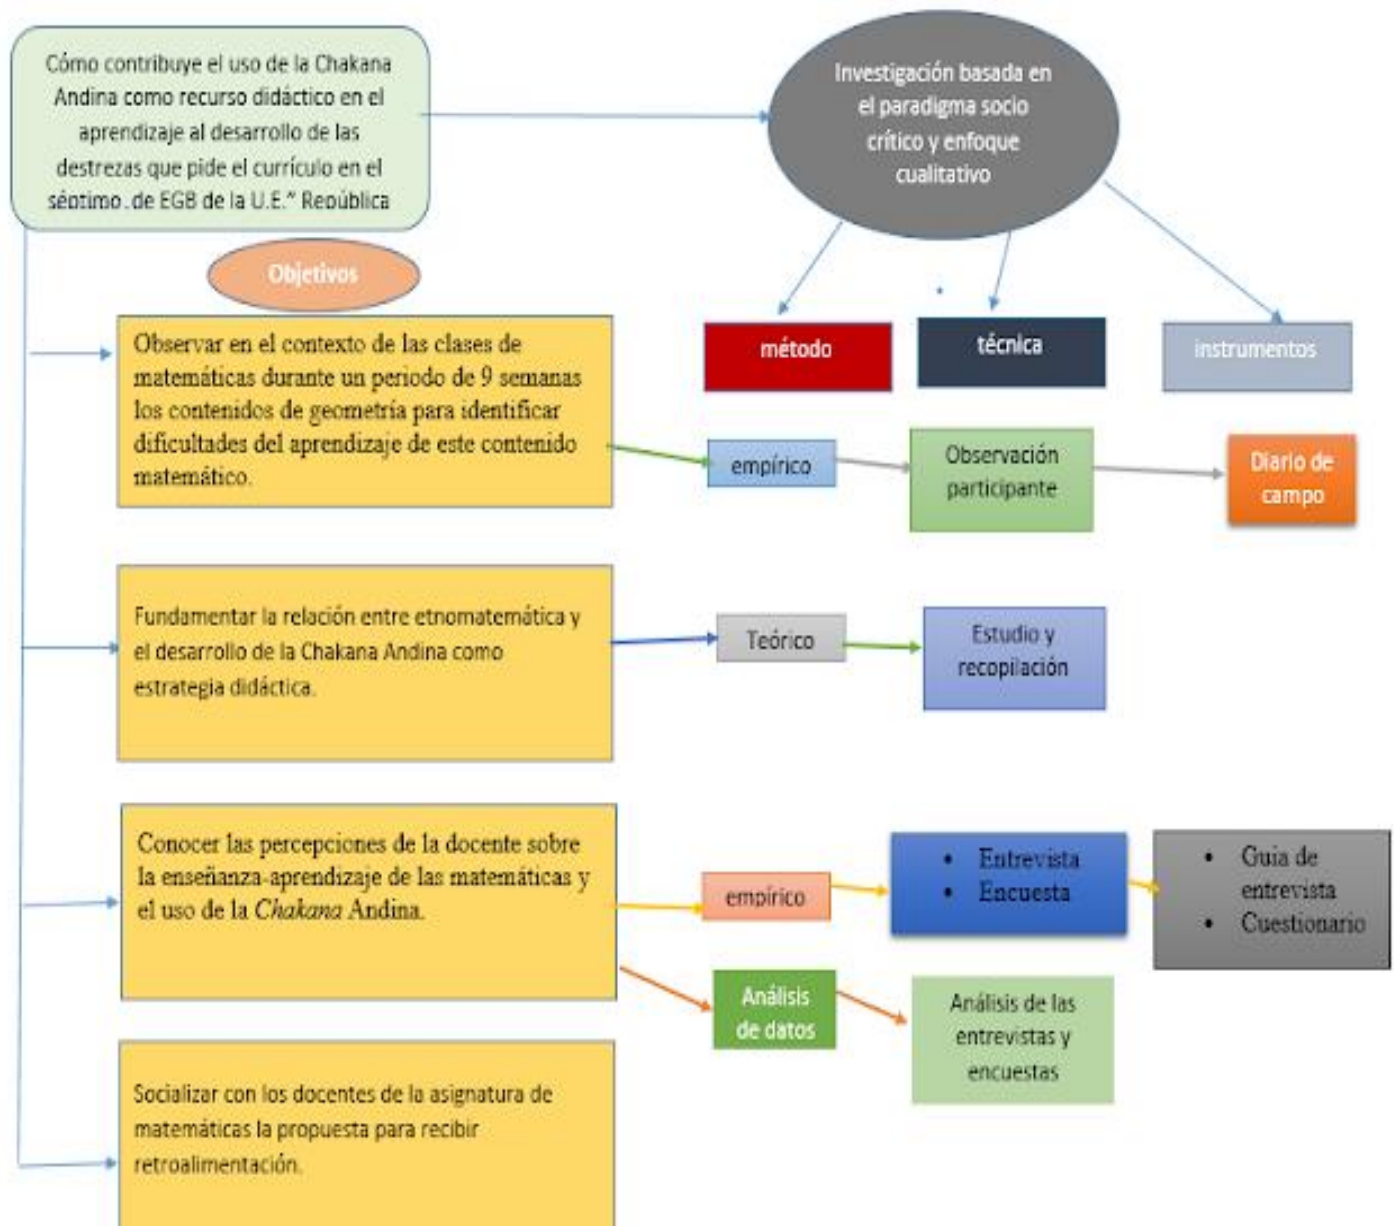 Cómo contribuye el uso de la Chakana
Andina como recurso didáctico en el
aprendizaje al desarrollo de las
destrezas que pide el currículo en el
séptimo .de EGB de la U.E.” República
Investigación basada en
el paradigma socio
crítico y enfoque
cualitativo
Objetivos
método
técnica
instrumentos
Observar en el contexto de las clases de
matemáticas durante un periodo de 9 semanas
los contenidos de geometría para identificar
dificultades del aprendizaje de este contenido
matemático.
empírico
Observación
participante
Diario de
campo
Fundamentar la relación entre etnomatemática y
el desarrollo de la Chakana Andina como
estrategia didáctica.
Teórico
Estudio y
recopilación
Conocer las percepciones de la docente sobre
la enseñanza-aprendizaje de las matemáticas y
el uso de la Chakana Andina.
empírico
• Entrevista
• Encuesta
• Guia de
entrevista
• Cuestionario
Análisis
de datos
Análisis de las
entrevistas y
encuestas
Socializar con los docentes de la asignatura de
matemáticas la propuesta para recibir
retroalimentación.